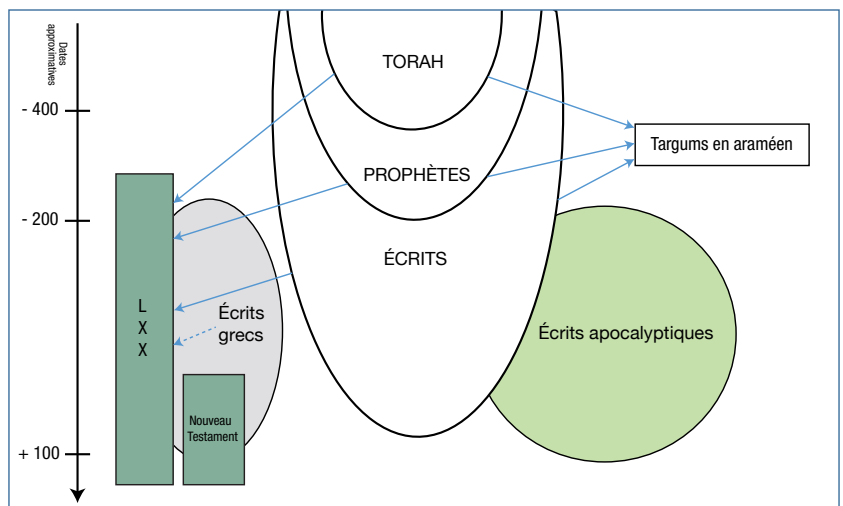 Dates
approximatives
TORAH
- 400
Targums en araméen
PROPHÈTES
- 200
ÉCRITS
L
X
X
Écrits
grecs
Écrits apocalyptiques
Nouveau
Testament
+ 100